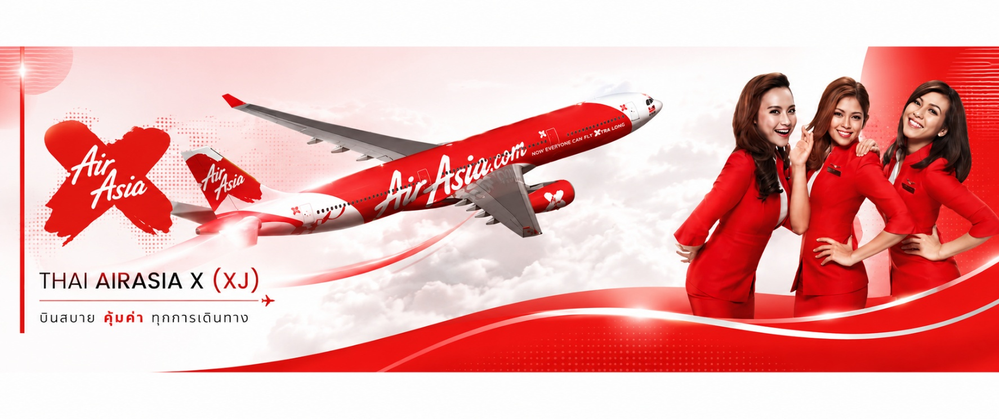 Air
Asia
Air
Asia
AirAsia.com
NOW EVERYONE CAN FLY XTRA LONG
THAI AIRASIA X (XJ)
บินสบาย คุ้มค่า ทุกการเดินทาง